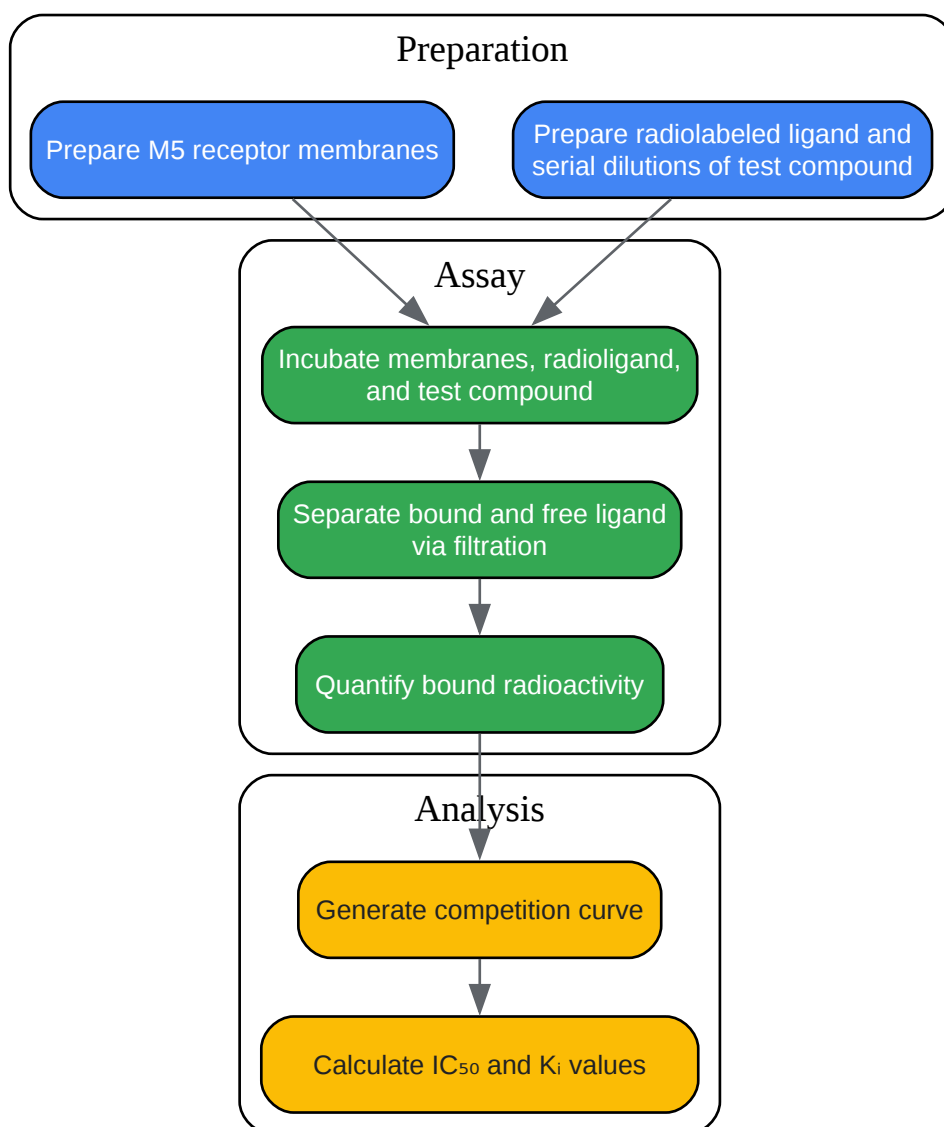 Preparation
Prepare M5 receptor membranes
Prepare radiolabeled ligand and
serial dilutions of test compound
Assay
Incubate membranes, radioligand,
and test compound
Separate bound and free ligand
via filtration
Quantify bound radioactivity
Analysis
Generate competition curve
Calculate IC₅₀ and Kᵢ values